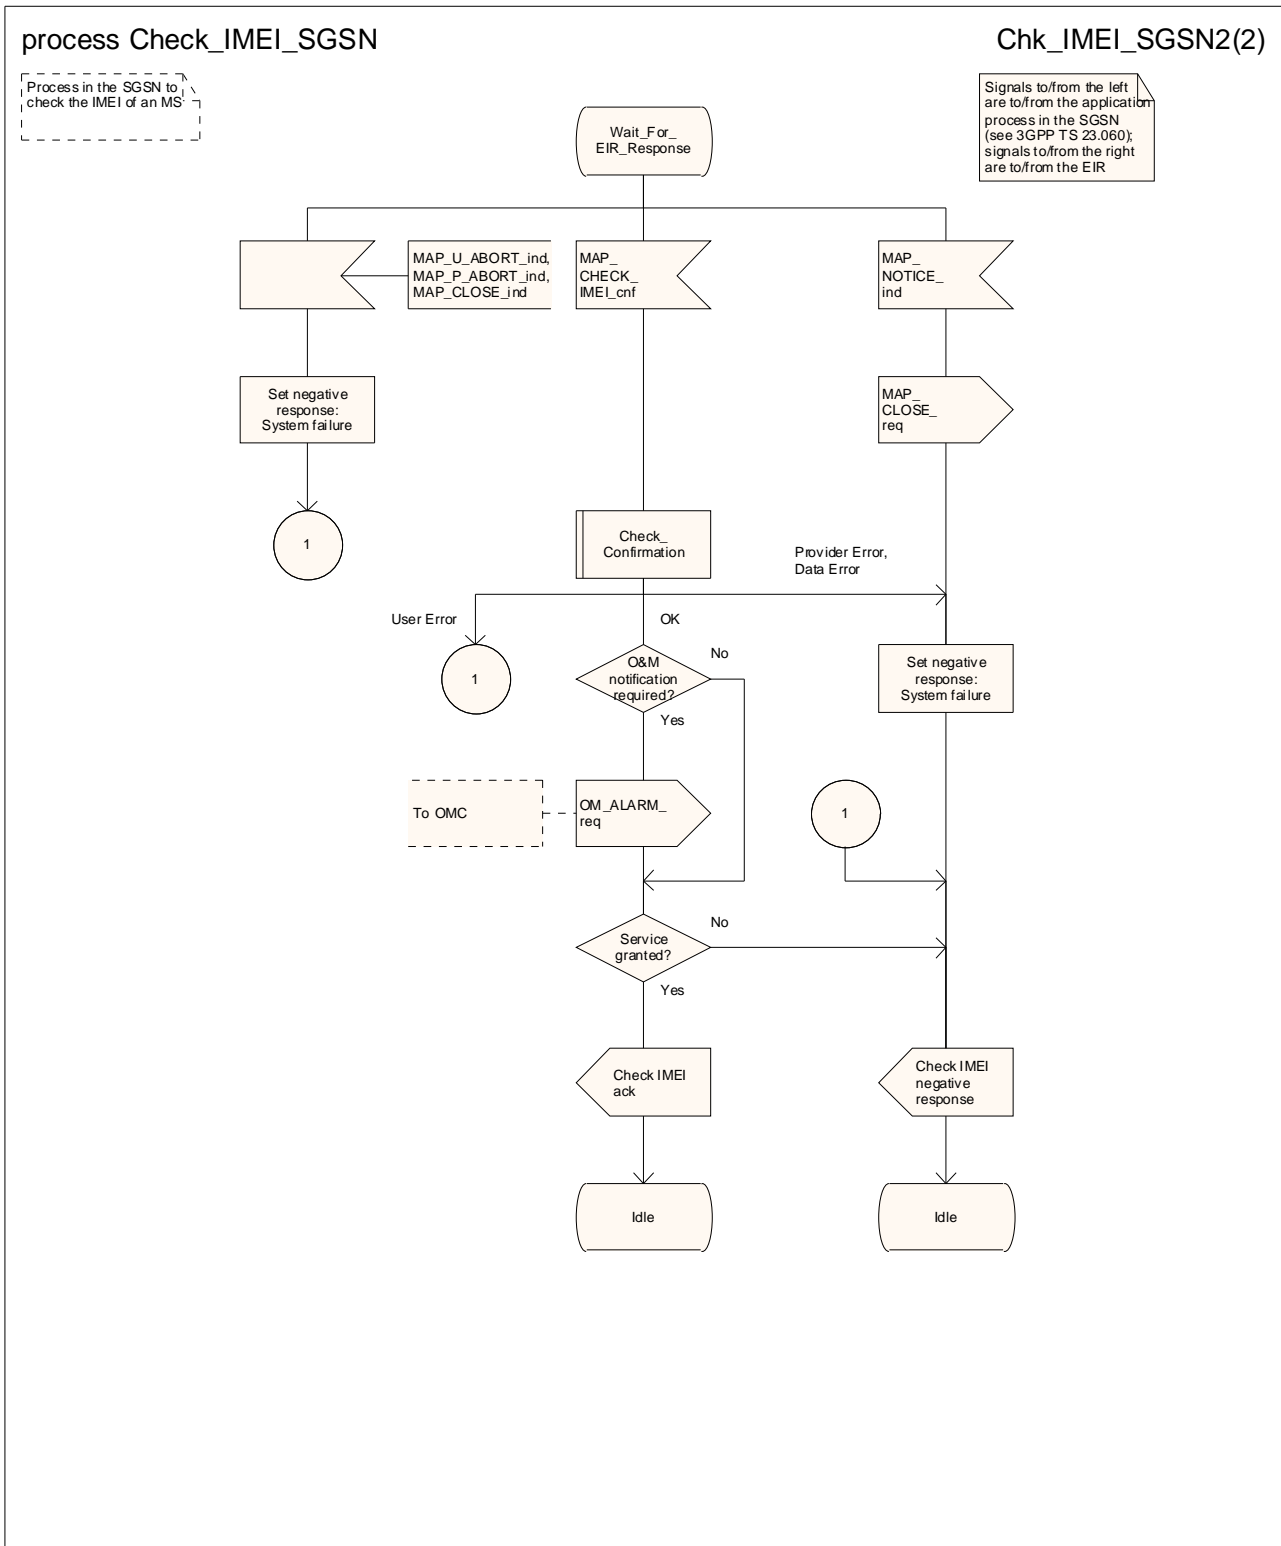 process Check_IMEI_SGSN
Chk_IMEI_SGSN2(2)
Process in the SGSN to
check the IMEI of an MS
Signals to/from the left
are to/from the application
process in the SGSN
(see 3GPP TS 23.060);
signals to/from the right
are to/from the EIR
Wait_For_
EIR_Response
MAP_U_ABORT_ind,
MAP_P_ABORT_ind,
MAP_CLOSE_ind
MAP_
CHECK_
IMEI_cnf
MAP_
NOTICE_
ind
Set negative
response:
System failure
MAP_
CLOSE_
req
1
Check_
Confirmation
Provider Error,
Data Error
User Error
OK
1
O&M
notification
required?
No
Yes
Set negative
response:
System failure
To OMC
OM_ALARM_
req
1
Service
granted?
No
Yes
Check IMEI
ack
Check IMEI
negative
response
Idle
Idle